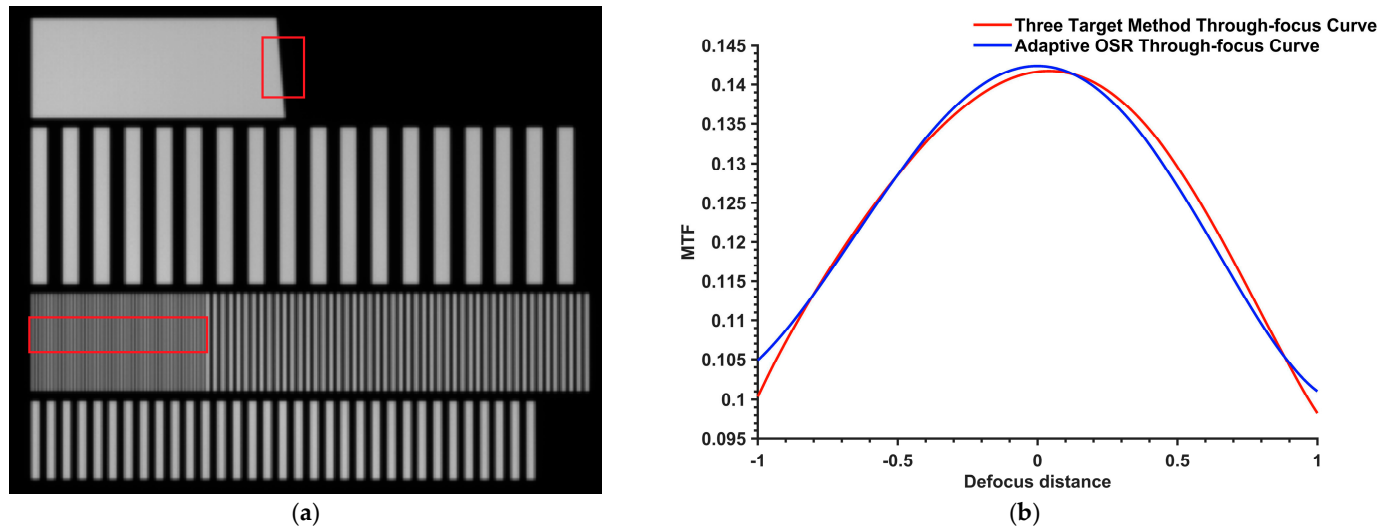 Three Target Method Through-focus Curve
Adaptive OSR Through-focus Curve
0.145
0.14
0.135
0.13
0.125
0.12
0.115
0.11
0.105
0.1
0.095
MTF
-1
-0.5
0
0.5
1
Defocus distance
(a)
(b)